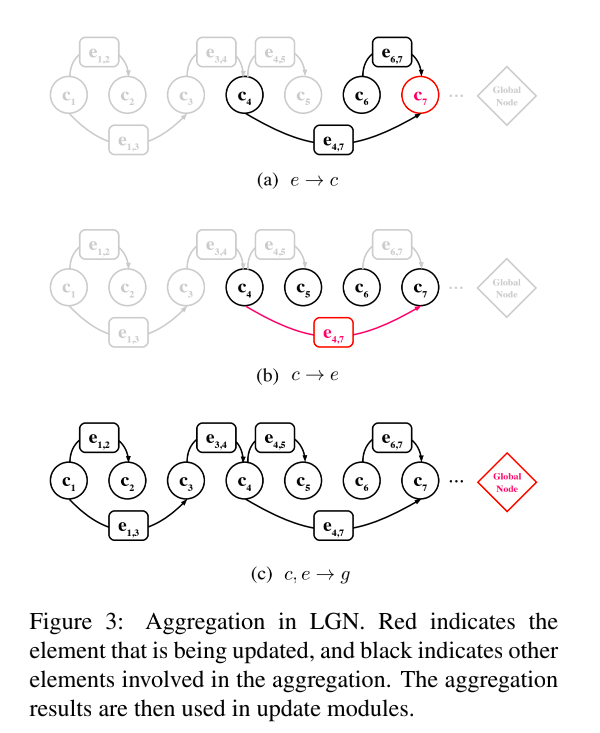 e1,2 e3,4 e4,5 e6,7
c1 c2 c3 c4 c5 c6 c7 ... Global Node
e1,3 e4,7
(a) e → c
e1,2 e3,4 e4,5 e6,7
c1 c2 c3 c4 c5 c6 c7 ... Global Node
e1,3 e4,7
(b) c → e
e1,2 e3,4 e4,5 e6,7
c1 c2 c3 c4 c5 c6 c7 ... Global Node
e1,3 e4,7
(c) c, e → g
Figure 3: Aggregation in LGN. Red indicates the
element that is being updated, and black indicates other
elements involved in the aggregation. The aggregation
results are then used in update modules.